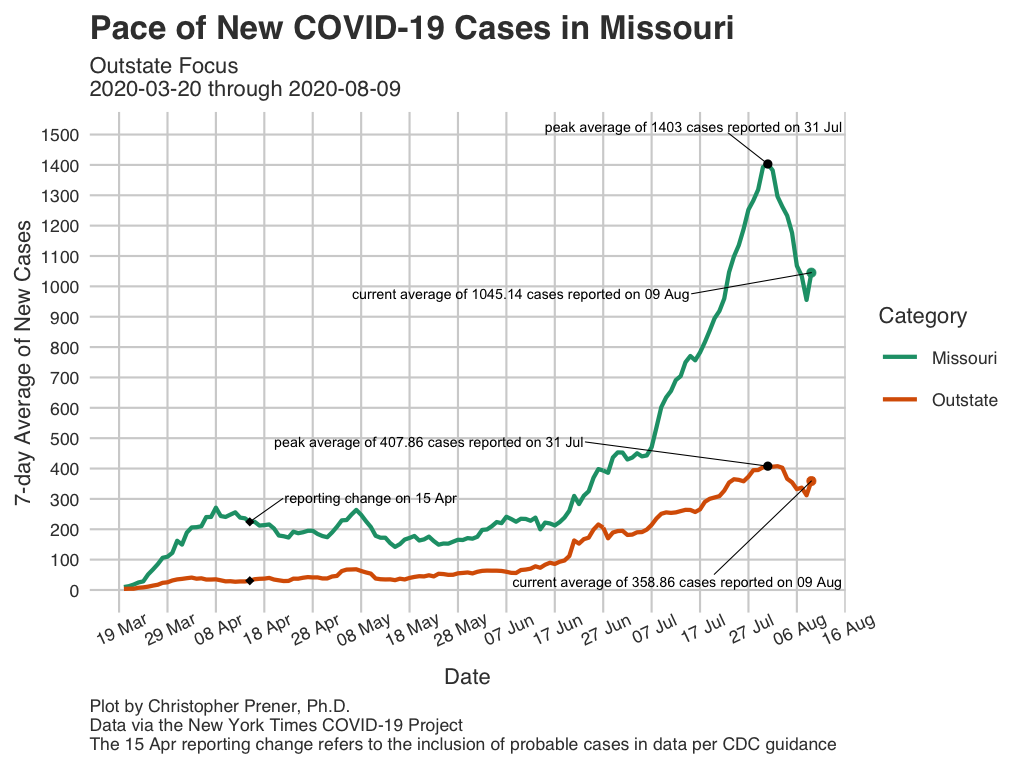 Pace of New COVID-19 Cases in Missouri
Outstate Focus
2020-03-20 through 2020-08-09
7-day Average of New Cases
1500
1400
1300
1200
1100
1000
900
800
700
600
500
400
300
200
100
0
peak average of 1403 cases reported on 31 Jul
current average of 1045.14 cases reported on 09 Aug
peak average of 407.86 cases reported on 31 Jul
reporting change on 15 Apr
current average of 358.86 cases reported on 09 Aug
Category
Missouri
Outstate
19 Mar
29 Mar
08 Apr
18 Apr
28 Apr
08 May
18 May
28 May
07 Jun
17 Jun
27 Jun
07 Jul
17 Jul
27 Jul
06 Aug
16 Aug
Date
Plot by Christopher Prener, Ph.D.
Data via the New York Times COVID-19 Project
The 15 Apr reporting change refers to the inclusion of probable cases in data per CDC guidance